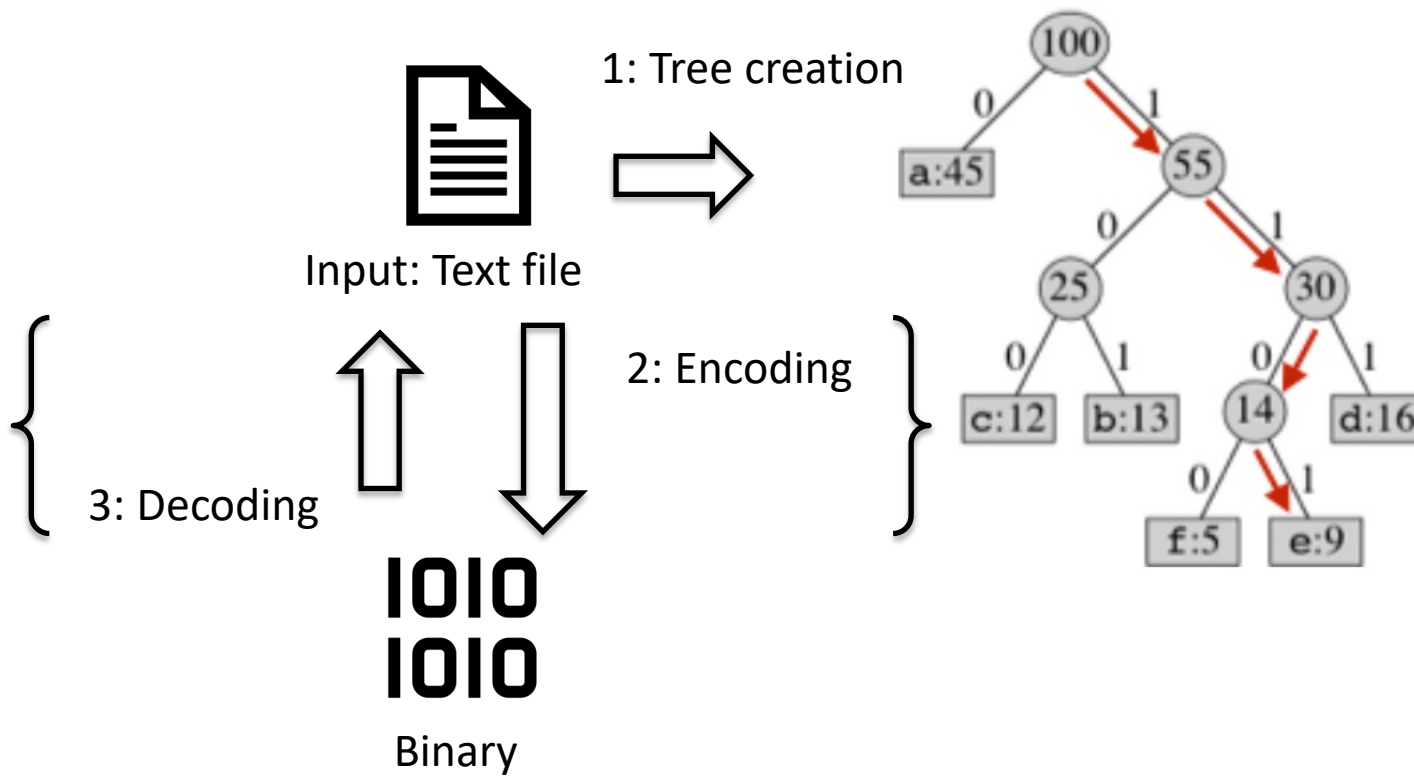 1: Tree creation
Input: Text file
2: Encoding
3: Decoding
1010
1010
Binary
100
0 1
a:45 55
0 1
25 30
0 1 0 1
c:12 b:13 14 d:16
0 1
f:5 e:9